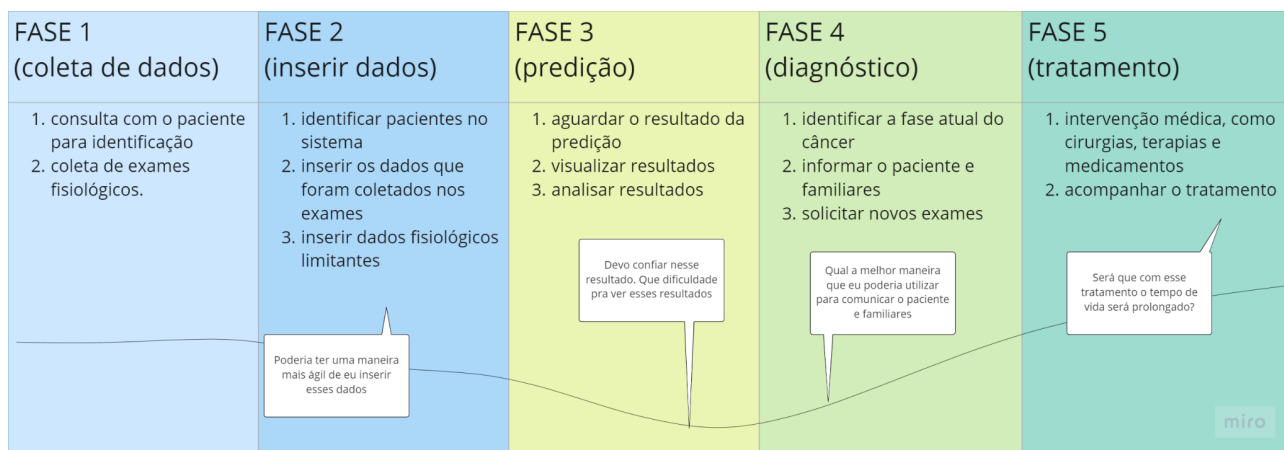 FASE 1
(coleta de dados)
1. consulta com o paciente
para identificação
2. coleta de exames
fisiológicos.
FASE 2
(inserir dados)
1. identificar pacientes no
sistema
2. inserir os dados que
foram coletados nos
exames
3. inserir dados fisiológicos
limitantes
Poderia ter uma maneira
mais ágil de eu inserir
esses dados
FASE 3
(predição)
1. aguardar o resultado da
predição
2. visualizar resultados
3. analisar resultados
Devo confiar nesse
resultado. Que dificuldade
pra ver esses resultados
FASE 4
(diagnóstico)
1. identificar a fase atual do
câncer
2. informar o paciente e
familiares
3. solicitar novos exames
Qual a melhor maneira
que eu poderia utilizar
para comunicar o paciente
e familiares
FASE 5
(tratamento)
1. intervenção médica, como
cirurgias, terapias e
medicamentos
2. acompanhar o tratamento
Será que com esse
tratamento o tempo de
vida será prolongado?
miro